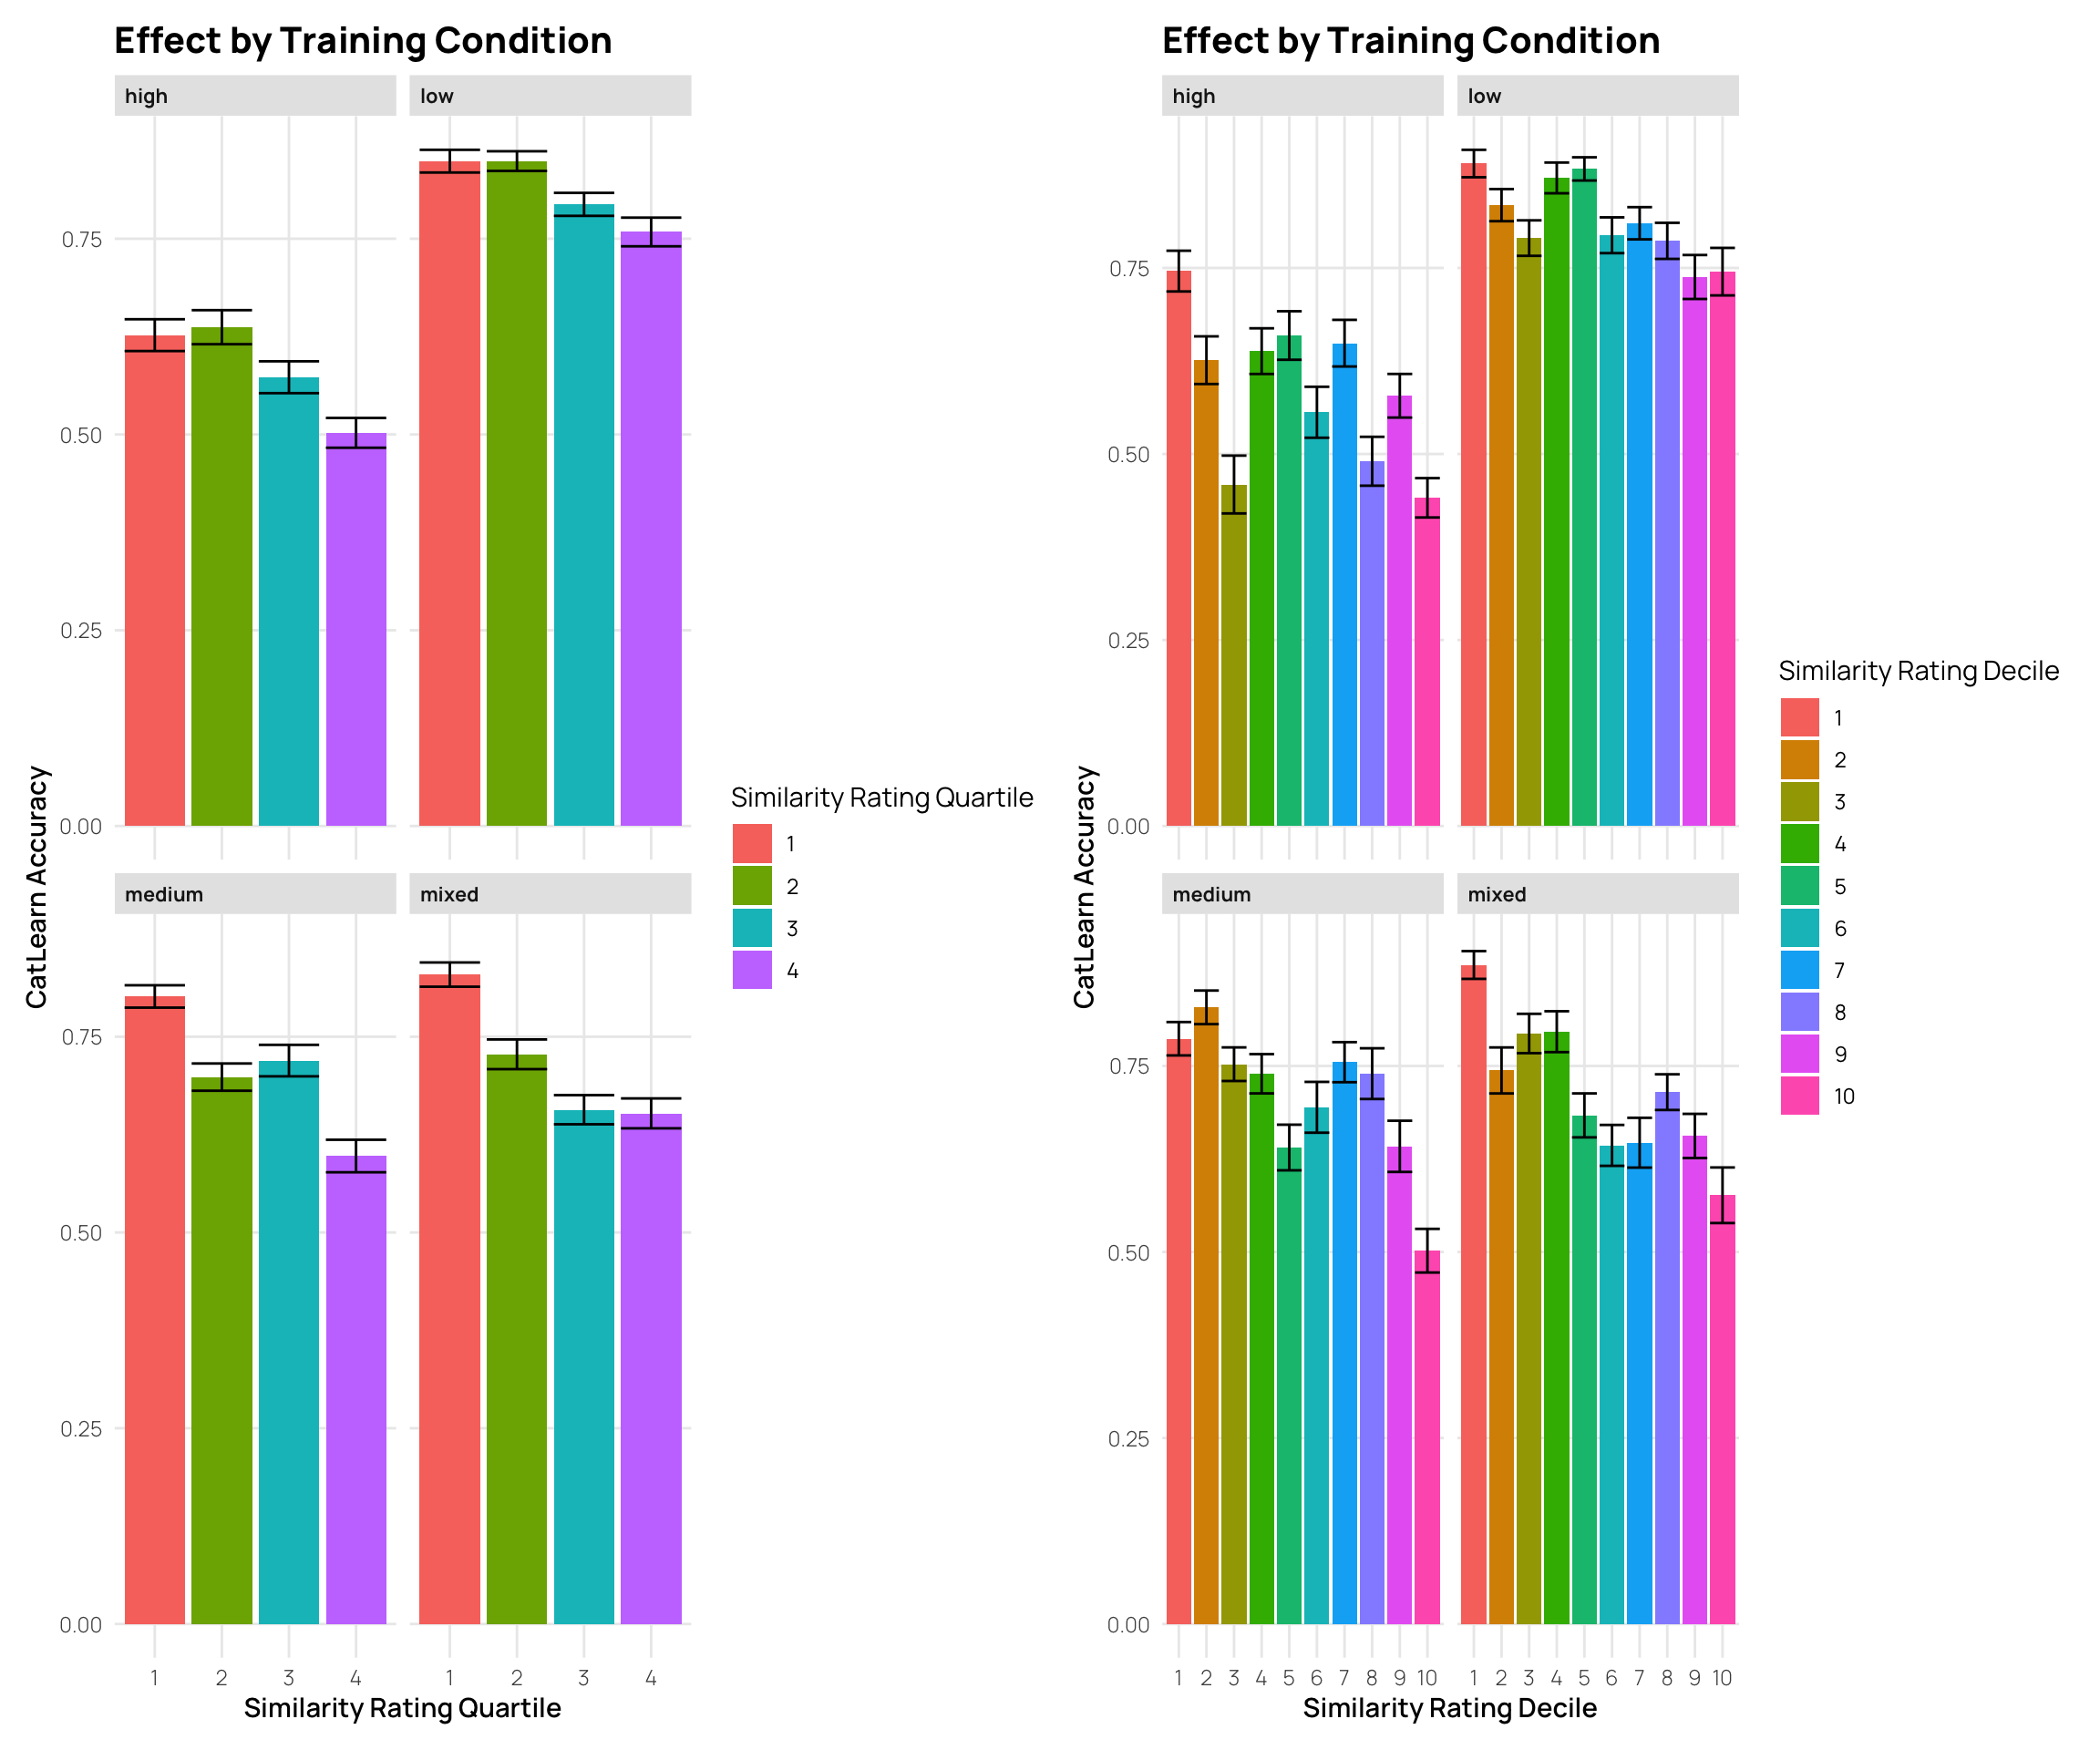 Effect by Training Condition
high
low
0.75
0.50
0.25
0.00
medium
mixed
0.75
0.50
0.25
0.00
1 2 3 4
1 2 3 4
Similarity Rating Quartile
CatLearn Accuracy
Similarity Rating Quartile
1
2
3
4
Effect by Training Condition
high
low
0.75
0.50
0.25
0.00
medium
mixed
0.75
0.50
0.25
0.00
1 2 3 4 5 6 7 8 9 10
1 2 3 4 5 6 7 8 9 10
Similarity Rating Decile
CatLearn Accuracy
Similarity Rating Decile
1
2
3
4
5
6
7
8
9
10